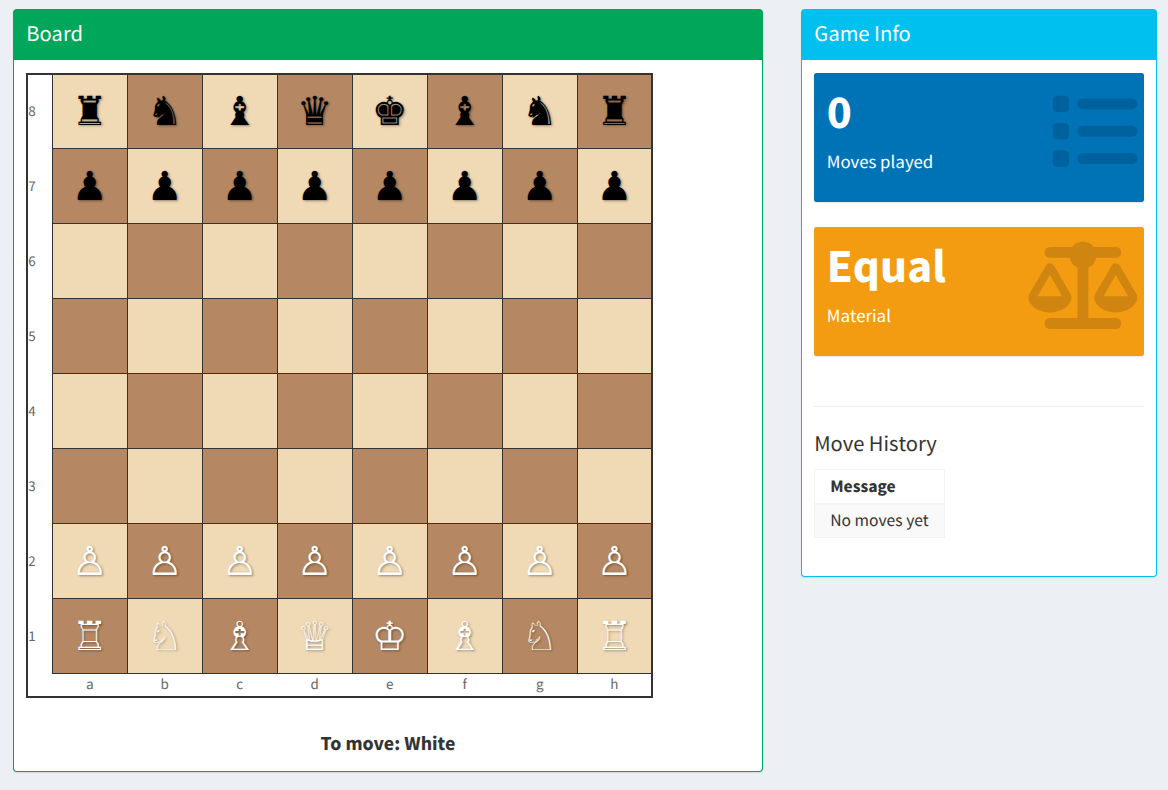 Board
8
7
6
5
4
3
2
1
a b c d e f g h
To move: White
Game Info
0
Moves played
Equal
Material
Move History
Message
No moves yet